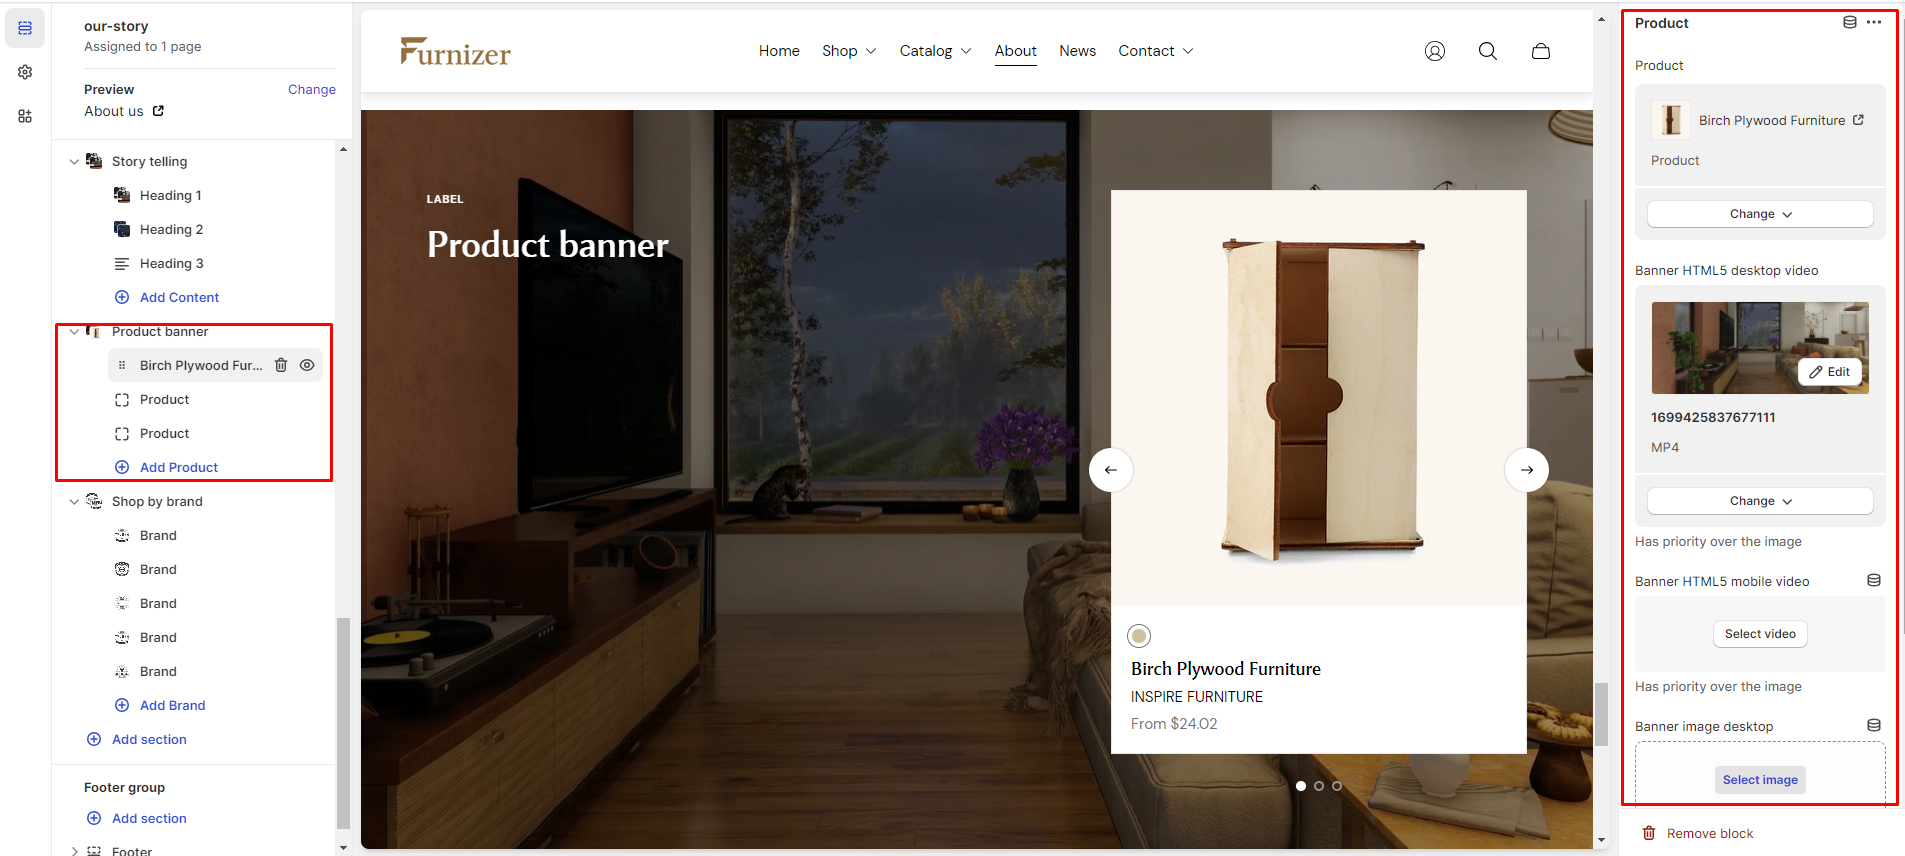 our-story
Assigned to 1 page
Preview
Change
About us
Story telling
Heading 1
Heading 2
Heading 3
Add Content
Product banner
Birch Plywood Fur...
Product
Product
Add Product
Shop by brand
Brand
Brand
Brand
Brand
Brand
Add Brand
Add section
Footer group
Add section
Footer
Furnizer
Home
Shop
Catalog
About
News
Contact
LABEL
Product banner
Birch Plywood Furniture
INSPIRE FURNITURE
From $24.02
Product
Product
Birch Plywood Furniture
Product
Change
Banner HTML5 desktop video
Edit
1699425837677111
MP4
Change
Has priority over the image
Banner HTML5 mobile video
Select video
Has priority over the image
Banner image desktop
Select image
Remove block